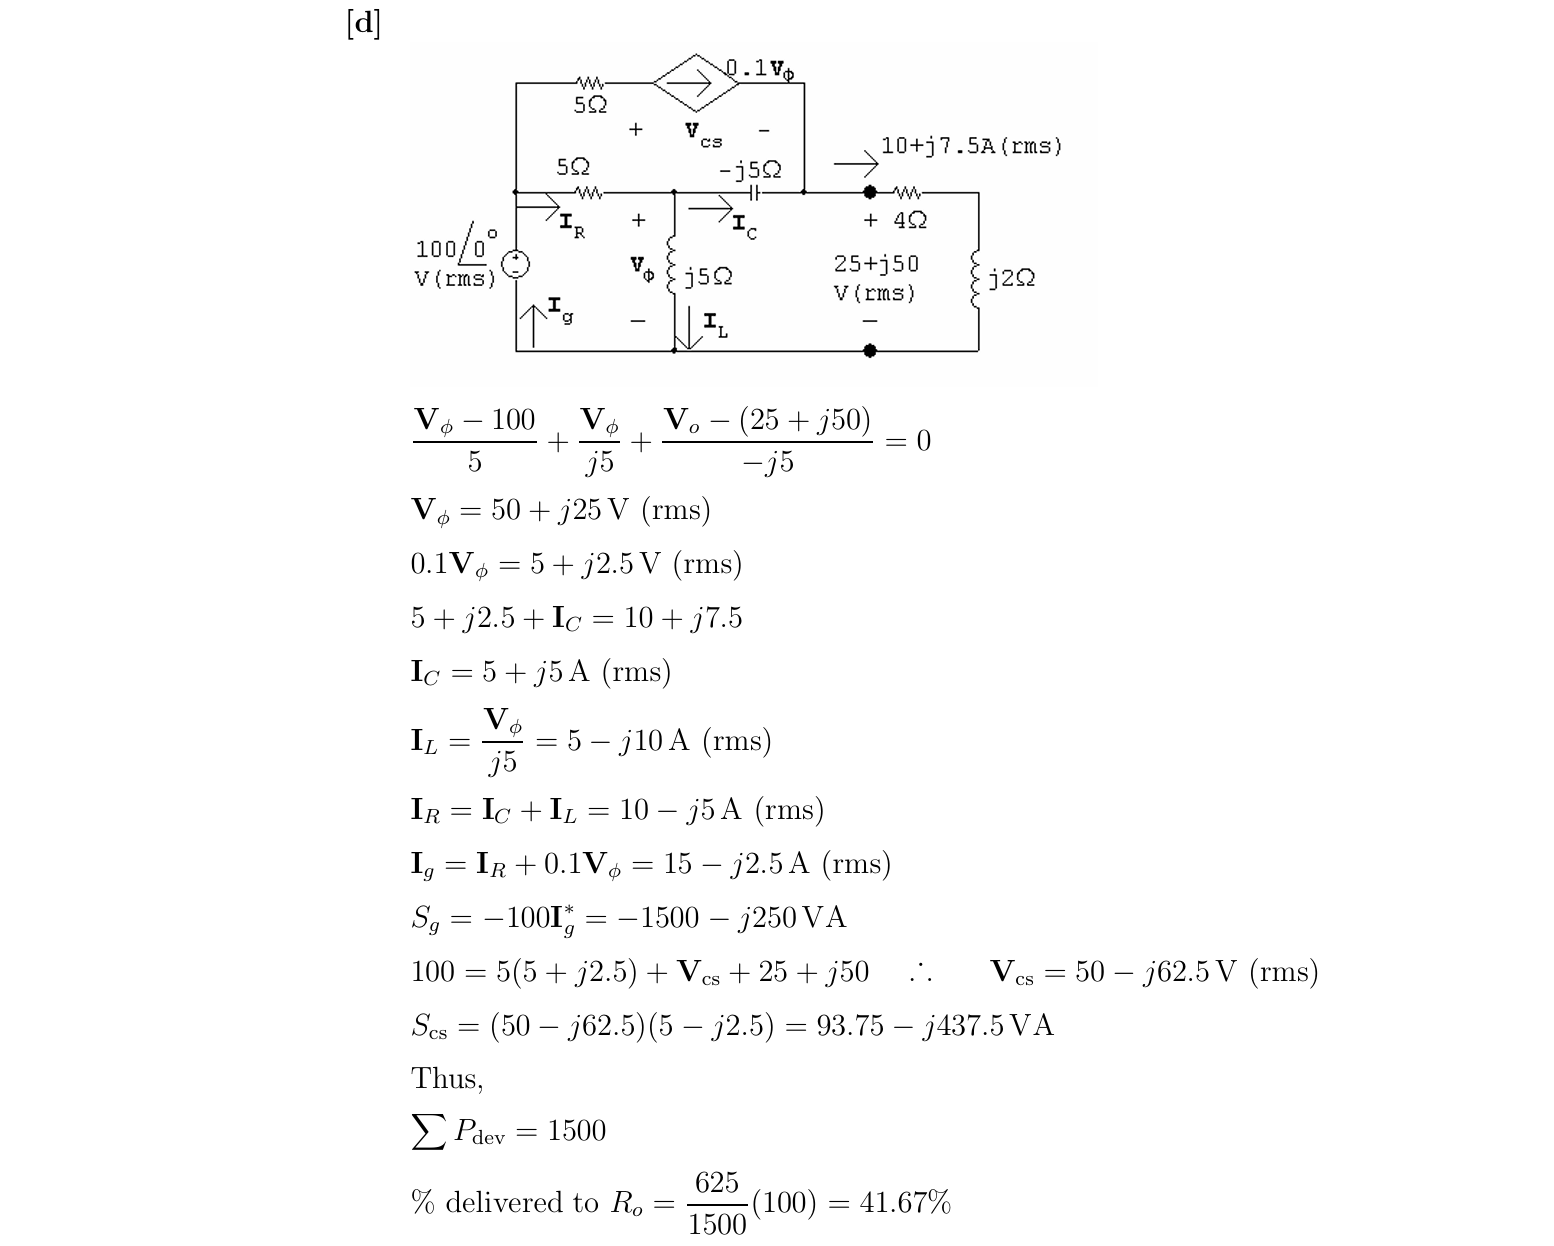 [d]
0.1Vϕ
5Ω
+ Vcs −
10+j7.5A(rms)
5Ω
-j5Ω
IR
+
IC
+ 4Ω
100/0°
V(rms)
Vϕ
j5Ω
25+j50
V(rms)
j2Ω
Ig
−
IL
−
(Vϕ − 100)/5 + Vϕ/j5 + (Vo − (25 + j50))/−j5 = 0
Vϕ = 50 + j25 V (rms)
0.1Vϕ = 5 + j2.5 V (rms)
5 + j2.5 + IC = 10 + j7.5
IC = 5 + j5 A (rms)
IL = Vϕ/j5 = 5 − j10 A (rms)
IR = IC + IL = 10 − j5 A (rms)
Ig = IR + 0.1Vϕ = 15 − j2.5 A (rms)
Sg = −100I*g = −1500 − j250 VA
100 = 5(5 + j2.5) + Vcs + 25 + j50 ∴ Vcs = 50 − j62.5 V (rms)
Scs = (50 − j62.5)(5 − j2.5) = 93.75 − j437.5 VA
Thus,
∑ Pdev = 1500
% delivered to Ro = 625/1500 (100) = 41.67%